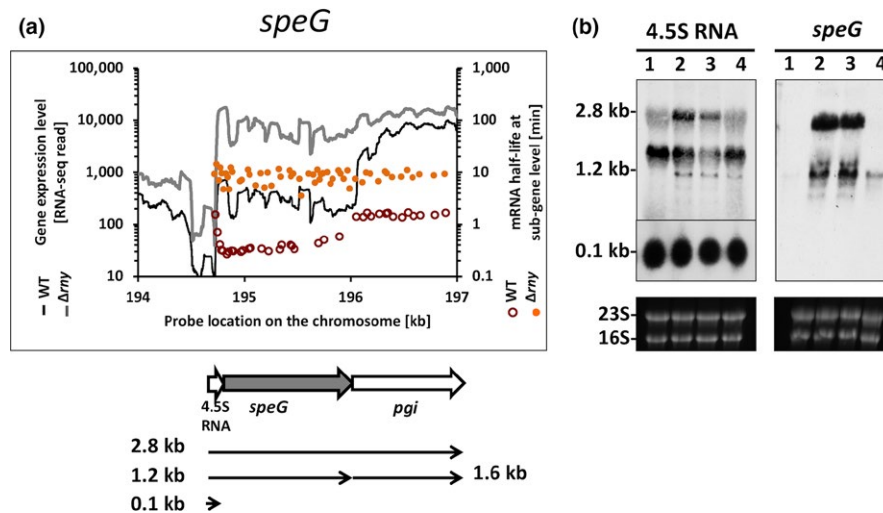 (a)
speG
100,000
10,000
1,000
100
10
Gene expression level
[RNA-seq read]
— WT
— Δrny
194
195
196
197
Probe location on the chromosome [kb]
1,000
100
10
1
0.1
mRNA half-life at
sub-gene level [min]
WT
Δrny
4.5S
RNA
speG
pgi
2.8 kb
1.2 kb
1.6 kb
0.1 kb
(b)
4.5S RNA
speG
1 2 3 4
1 2 3 4
2.8 kb-
1.2 kb-
0.1 kb-
23S-
16S-